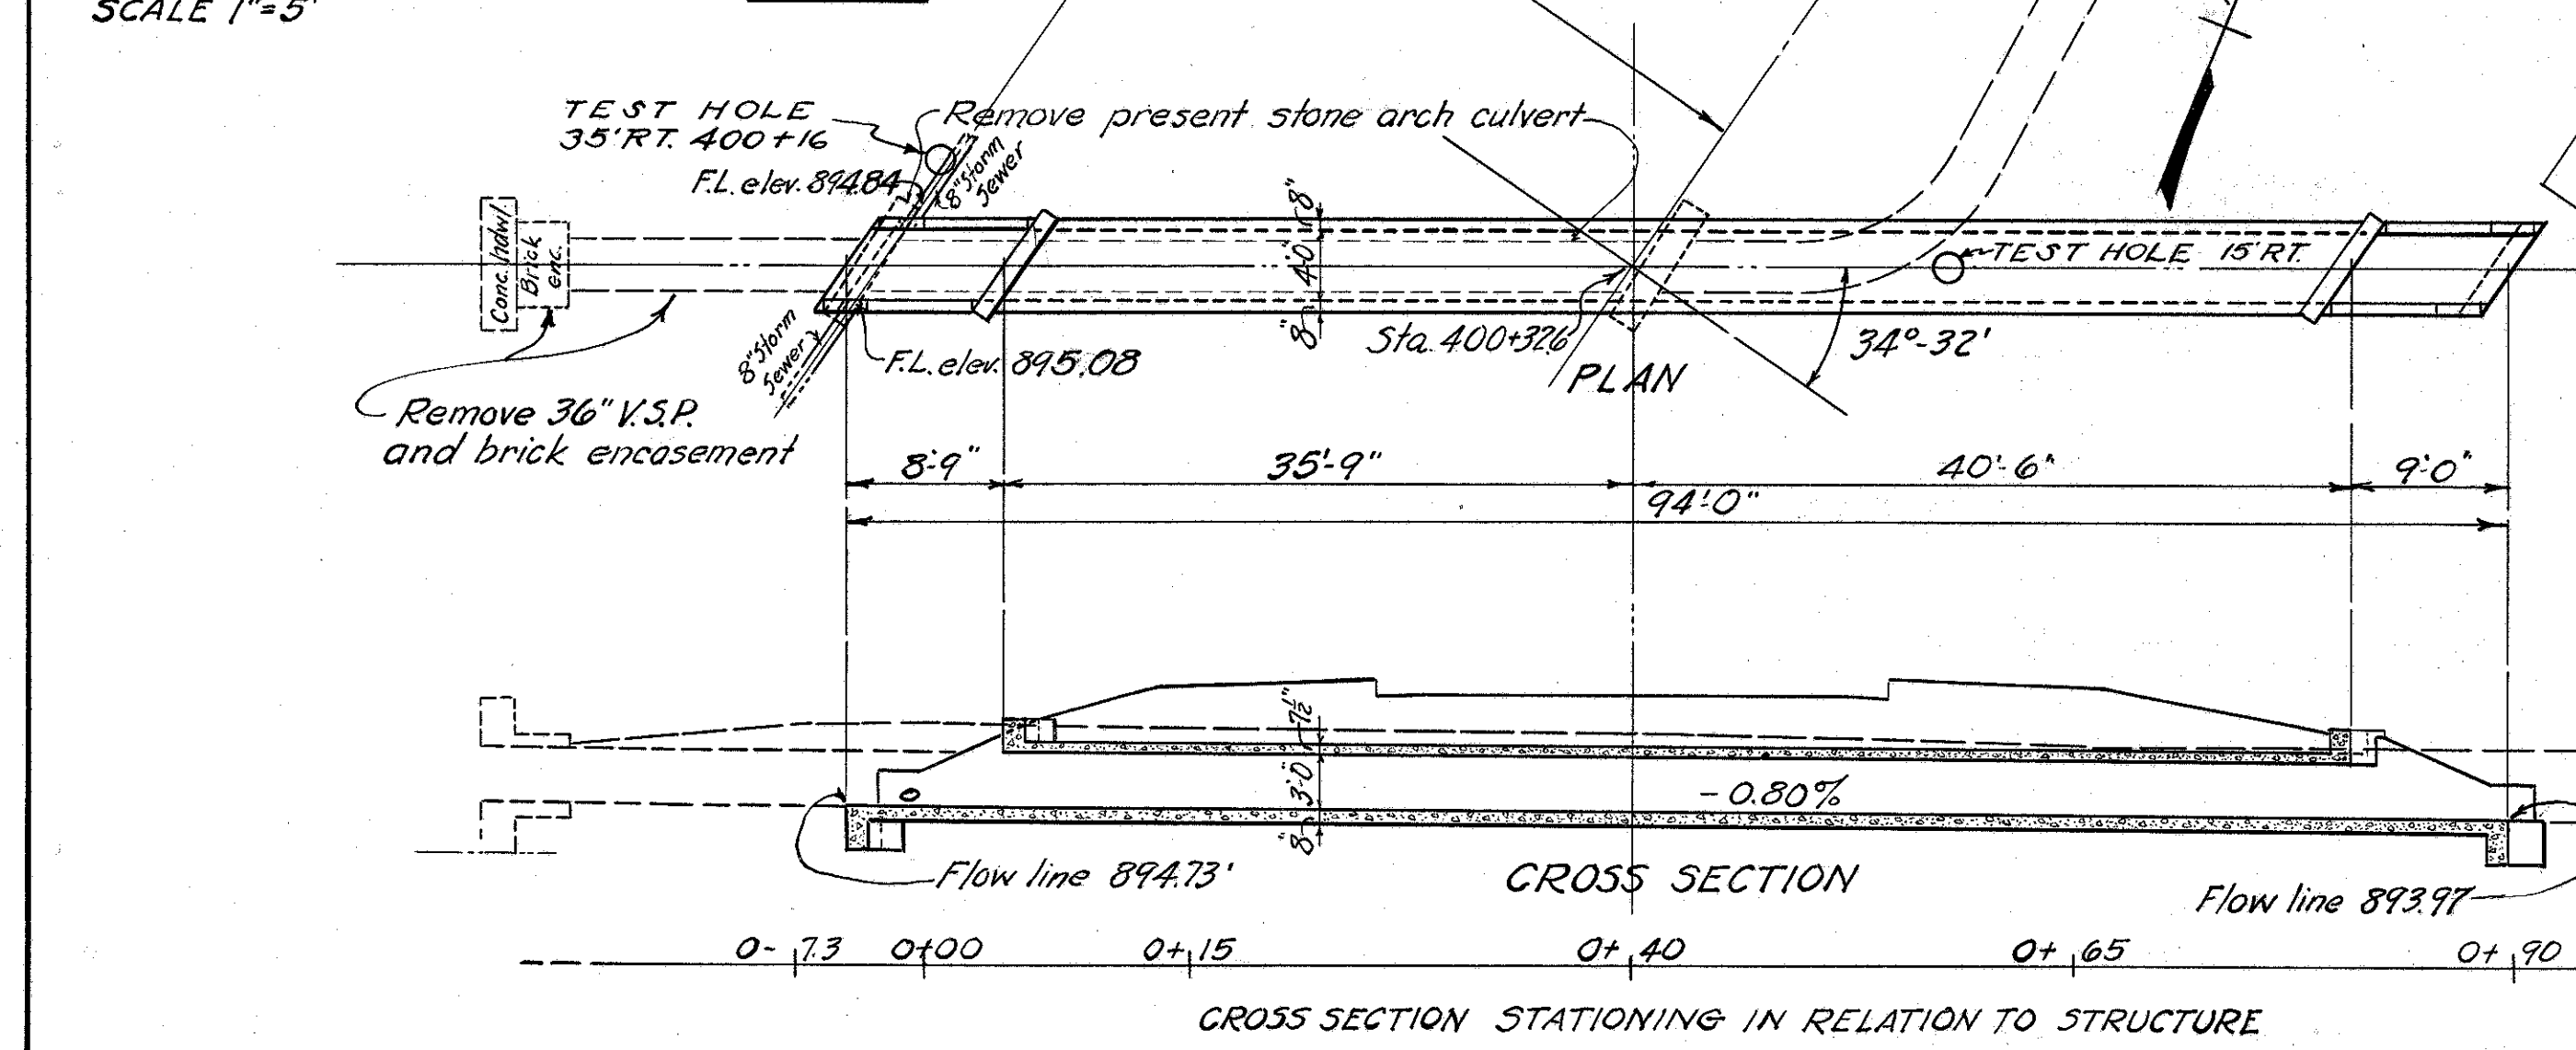 SCALE 1"=5'
TEST HOLE
35'RT. 400+16
Remove present stone arch culvert
F.L. elev. 894.84
8" Storm
Sewer
Conc. hdwl.
Brick
enc.
8"
4'-0"
8"
TEST HOLE 15'RT.
Sta. 400+32.6
34°-32'
PLAN
8" Storm
Sewer
F.L. elev. 895.08
Remove 36" V.S.P.
and brick encasement
8'-9"
35'-9"
40'-6"
9'-0"
94'-0"
7½"
3'-0"
8"
-0.80%
Flow line 894.73'
CROSS SECTION
Flow line 893.97
0-7.3
0+00
0+15
0+40
0+65
0+90
CROSS SECTION STATIONING IN RELATION TO STRUCTURE